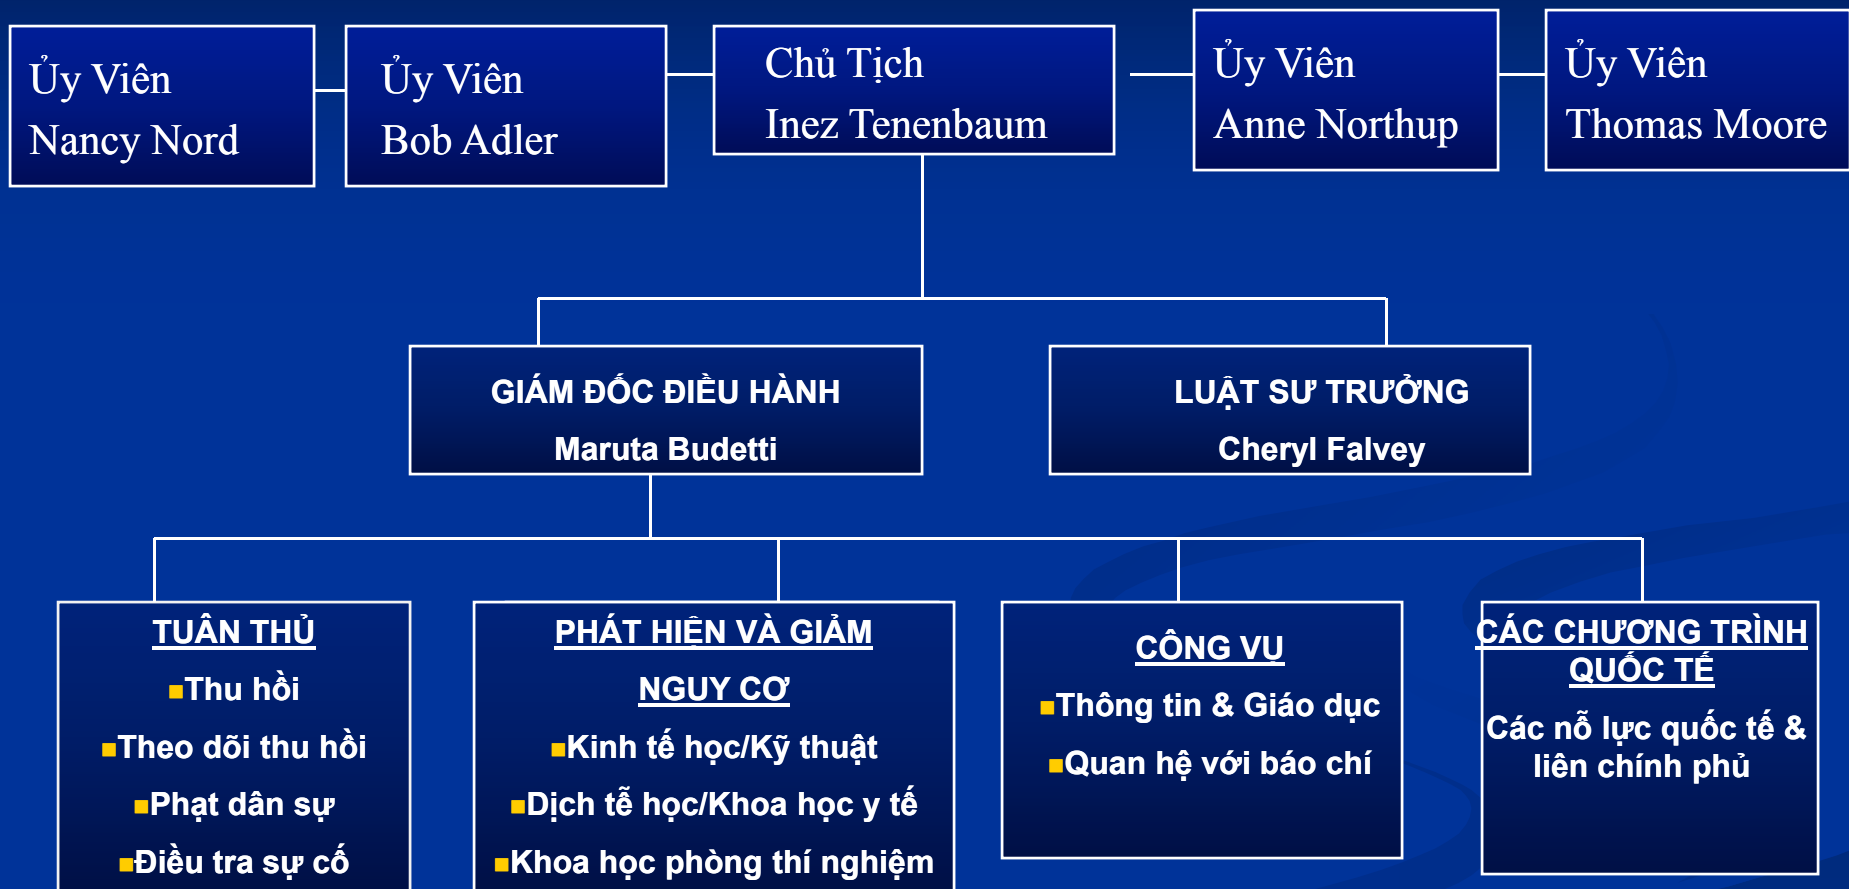 Ủy Viên
Nancy Nord
Ủy Viên
Bob Adler
Chủ Tịch
Inez Tenenbaum
Ủy Viên
Anne Northup
Ủy Viên
Thomas Moore
GIÁM ĐỐC ĐIỀU HÀNH
Maruta Budetti
LUẬT SƯ TRƯỞNG
Cheryl Falvey
TUÂN THỦ
■Thu hồi
■Theo dõi thu hồi
■Phạt dân sự
■Điều tra sự cố
PHÁT HIỆN VÀ GIẢM
NGUY CƠ
■Kinh tế học/Kỹ thuật
■Dịch tễ học/Khoa học y tế
■Khoa học phòng thí nghiệm
CÔNG VỤ
■Thông tin & Giáo dục
■Quan hệ với báo chí
CÁC CHƯƠNG TRÌNH
QUỐC TẾ
Các nỗ lực quốc tế &
liên chính phủ